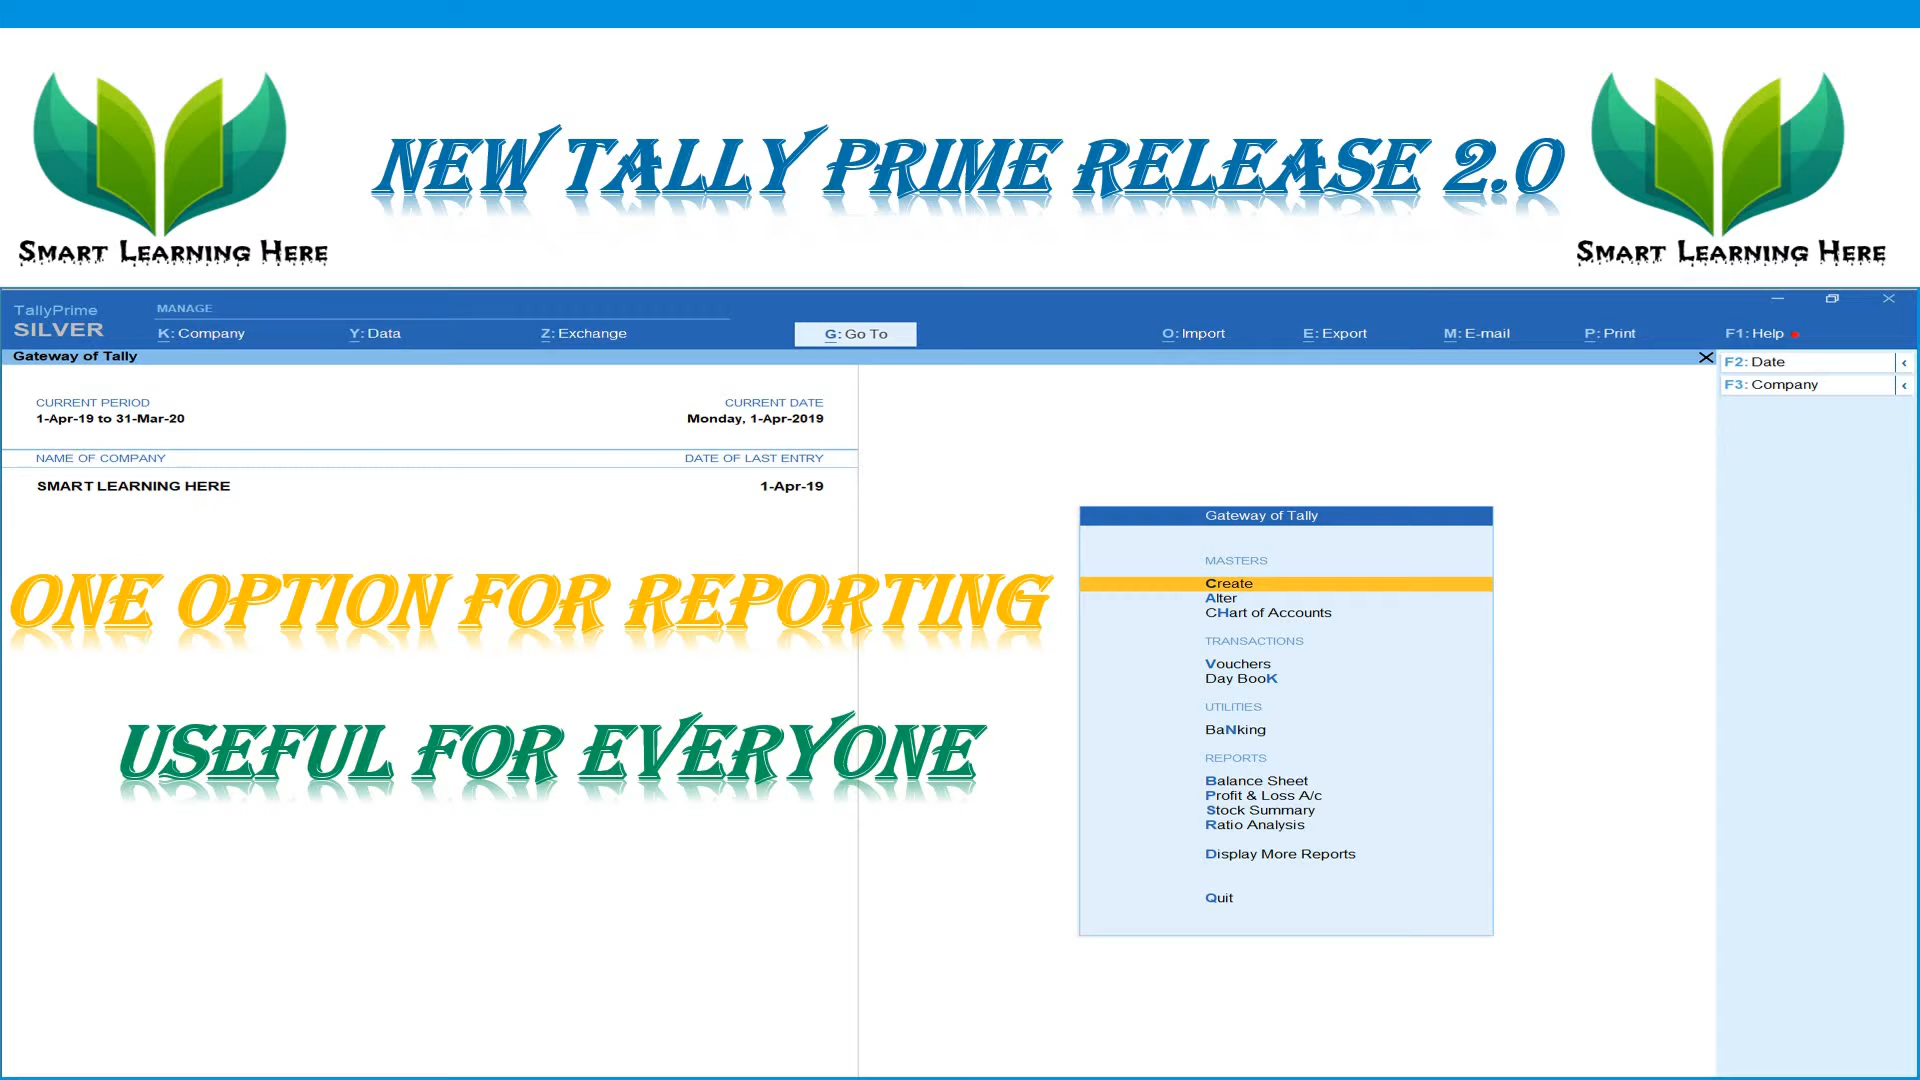 NEW TALLY PRIME RELEASE 2.0
SMART LEARNING HERE
SMART LEARNING HERE
TallyPrime
SILVER
MANAGE
K: Company
Y: Data
Z: Exchange
G: Go To
O: Import
E: Export
M: E-mail
P: Print
F1: Help
Gateway of Tally
F2: Date
F3: Company
CURRENT PERIOD
1-Apr-19 to 31-Mar-20
CURRENT DATE
Monday, 1-Apr-2019
NAME OF COMPANY
DATE OF LAST ENTRY
SMART LEARNING HERE
1-Apr-19
ONE OPTION FOR REPORTING
USEFUL FOR EVERYONE
Gateway of Tally
MASTERS
Create
Alter
CHart of Accounts
TRANSACTIONS
Vouchers
Day BooK
UTILITIES
BaNking
REPORTS
Balance Sheet
Profit & Loss A/c
Stock Summary
Ratio Analysis
Display More Reports
Quit